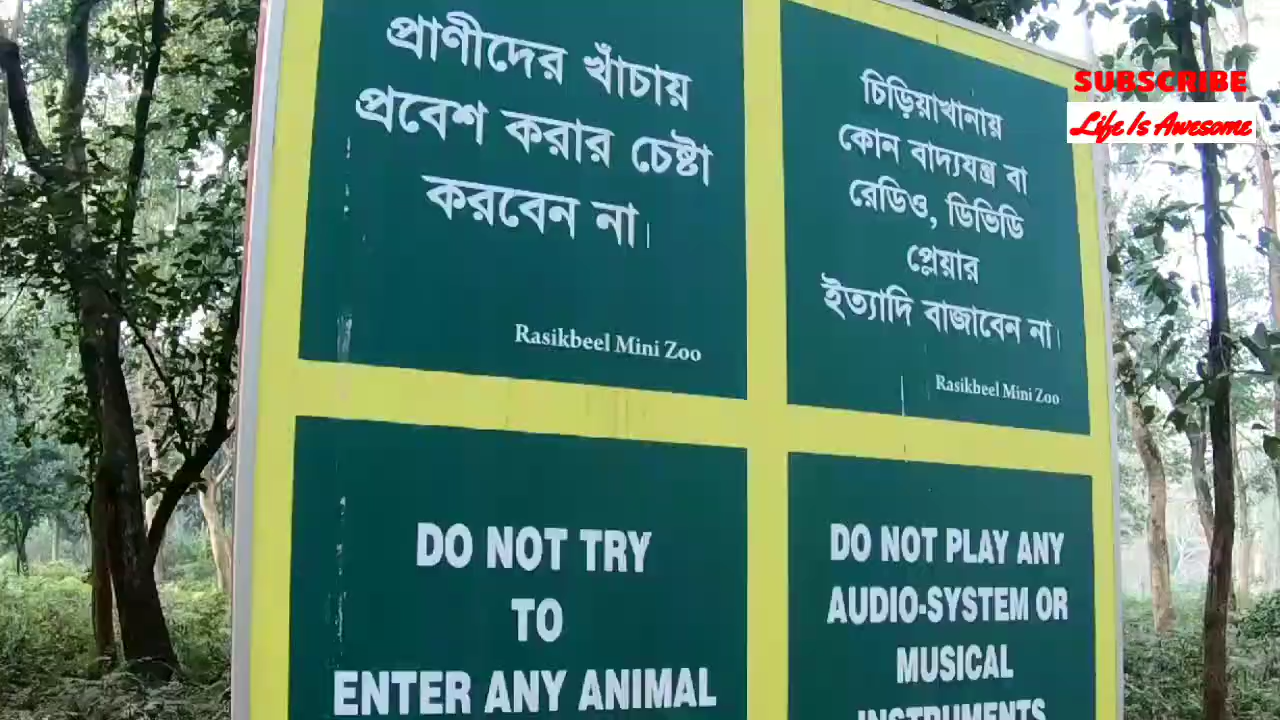 প্রাণীদের খাঁচায়
প্রবেশ করার চেষ্টা
করবেন না।
Rasikbeel Mini Zoo
চিড়িয়াখানায়
কোন বাদ্যযন্ত্র বা
রেডিও, ডিভিডি
প্লেয়ার
ইত্যাদি বাজাবেন না।
Rasikbeel Mini Zoo
DO NOT TRY
TO
ENTER ANY ANIMAL
DO NOT PLAY ANY
AUDIO-SYSTEM OR
MUSICAL
INSTRUMENTS
SUBSCRIBE
Life Is Awesome